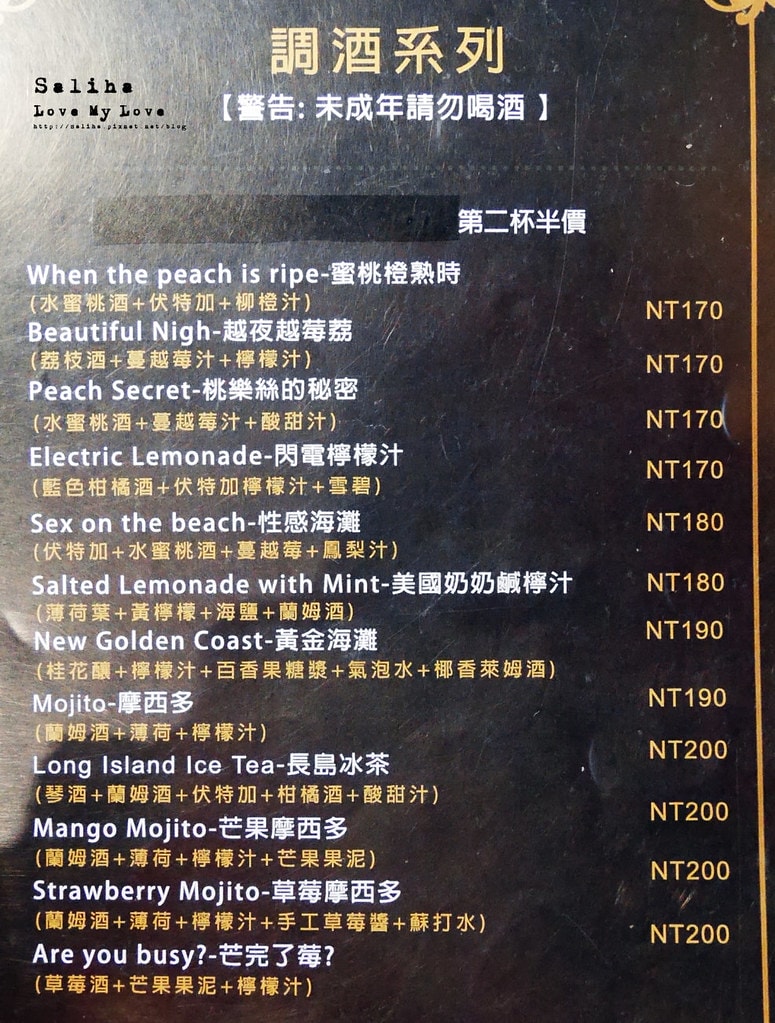 調酒系列
Saliha
Love My Love
http://saliha.pixnet.net/blog
【警告: 未成年請勿喝酒 】
第二杯半價
When the peach is ripe-蜜桃橙熟時
(水蜜桃酒+伏特加+柳橙汁)
NT170
Beautiful Nigh-越夜越莓荔
(荔枝酒+蔓越莓汁+檸檬汁)
NT170
Peach Secret-桃樂絲的秘密
(水蜜桃酒+蔓越莓汁+酸甜汁)
NT170
Electric Lemonade-閃電檸檬汁
(藍色柑橘酒+伏特加檸檬汁+雪碧)
NT170
Sex on the beach-性感海灘
(伏特加+水蜜桃酒+蔓越莓+鳳梨汁)
NT180
Salted Lemonade with Mint-美國奶奶鹹檸汁
(薄荷葉+黃檸檬+海鹽+蘭姆酒)
NT180
New Golden Coast-黃金海灘
(桂花釀+檸檬汁+百香果糖漿+氣泡水+椰香萊姆酒)
NT190
Mojito-摩西多
(蘭姆酒+薄荷+檸檬汁)
NT190
Long Island Ice Tea-長島冰茶
(琴酒+蘭姆酒+伏特加+柑橘酒+酸甜汁)
NT200
Mango Mojito-芒果摩西多
(蘭姆酒+薄荷+檸檬汁+芒果果泥)
NT200
Strawberry Mojito-草莓摩西多
(蘭姆酒+薄荷+檸檬汁+手工草莓醬+蘇打水)
NT200
Are you busy?-芒完了莓?
(草莓酒+芒果果泥+檸檬汁)
NT200